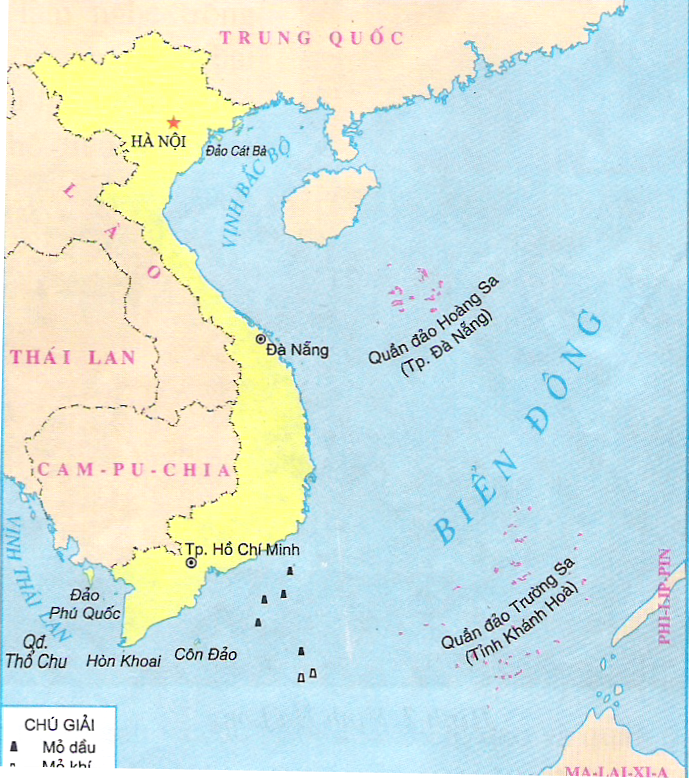 TRUNG QUỐC
HÀ NỘI
Đảo Cát Bà
VỊNH BẮC BỘ
LÀO
Quần đảo Hoàng Sa
(Tp. Đà Nẵng)
Đà Nẵng
THÁI LAN
BIỂN ĐÔNG
CAM-PU-CHIA
VỊNH THÁI LAN
Tp. Hồ Chí Minh
Quần đảo Trường Sa
(Tỉnh Khánh Hoà)
PHI-LIP-PIN
Đảo
Phú Quốc
Qđ.
Thổ Chu
Hòn Khoai
Côn Đảo
CHÚ GIẢI
Mỏ dầu
Mỏ khí
MA-LAI-XI-A